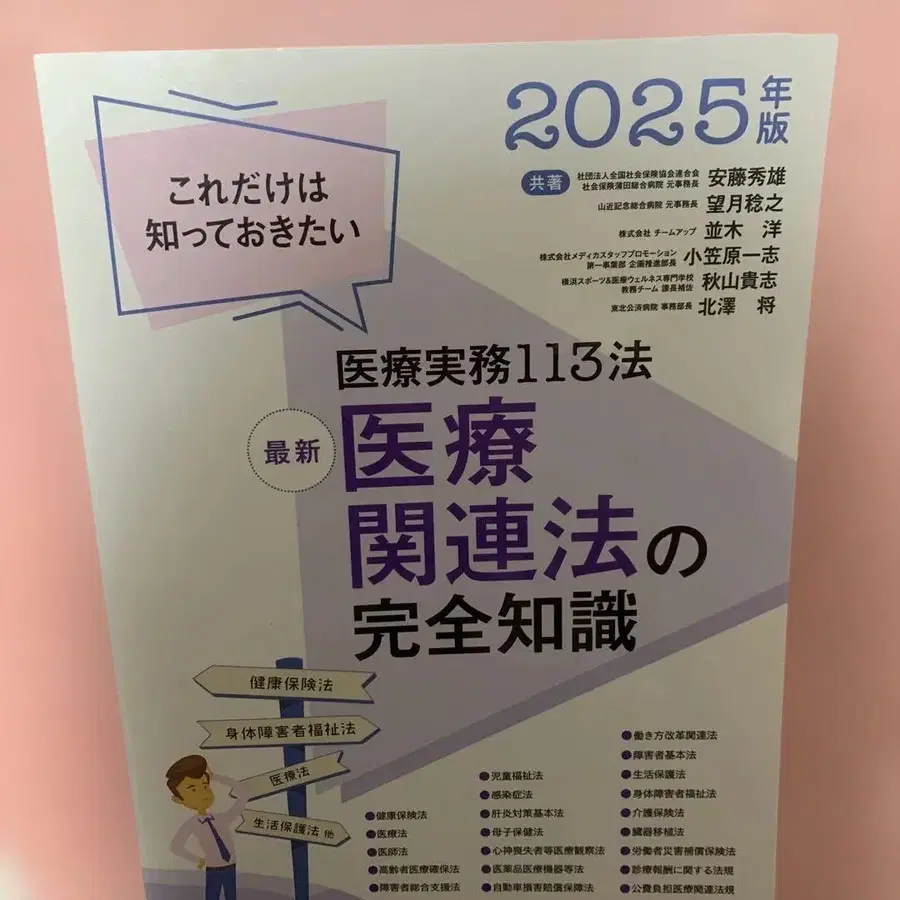 2025年版
これだけは
知っておきたい
共著
社団法人全国社会保険協会連合会
社会保険蒲田総合病院 元事務長 安藤秀雄
山近記念総合病院 元事務長 望月稔之
株式会社 チームアップ 並木 洋
株式会社メディカスタッフプロモーション
第一事業部 企画推進部長 小笠原一志
横浜スポーツ&医療ウェルネス専門学校
教務チーム 課長補佐 秋山貴志
東北公済病院 事務部長 北澤 将
医療実務113法
最新
医療
関連法の
完全知識
健康保険法
身体障害者福祉法
医療法
生活保護法 他
●健康保険法
●医療法
●医師法
●高齢者医療確保法
●障害者総合支援法
●児童福祉法
●感染症法
●肝炎対策基本法
●母子保健法
●心神喪失者等医療観察法
●医薬品医療機器等法
●自動車損害賠償保障法
●働き方改革関連法
●障害者基本法
●生活保護法
●身体障害者福祉法
●介護保険法
●臓器移植法
●労働者災害補償保険法
●診療報酬に関する法規
●公費負担医療関連法規